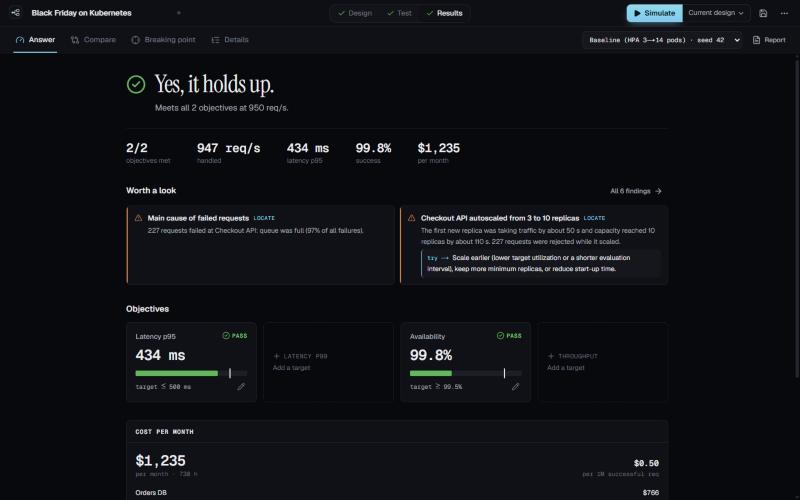 Black Friday on Kubernetes
Design
Test
Results
Simulate
Current design
Answer
Compare
Breaking point
Details
Baseline (HPA 3→14 pods) · seed 42
Report
Yes, it holds up.
Meets all 2 objectives at 950 req/s.
2/2
objectives met
947 req/s
handled
434 ms
latency p95
99.8%
success
$1,235
per month
Worth a look
All 6 findings →
Main cause of failed requests LOCATE
227 requests failed at Checkout API: queue was full (97% of all failures).
Checkout API autoscaled from 3 to 10 replicas LOCATE
The first new replica was taking traffic by about 50 s and capacity reached 10
replicas by about 110 s. 227 requests were rejected while it scaled.
try → Scale earlier (lower target utilization or a shorter evaluation
interval), keep more minimum replicas, or reduce start-up time.
Objectives
Latency p95
PASS
434 ms
target ≤ 500 ms
+ LATENCY P99
Add a target
Availability
PASS
99.8%
target ≥ 99.5%
+ THROUGHPUT
Add a target
COST PER MONTH
$1,235
per month · 730 h
$0.50
successful req
Orders DB
$766